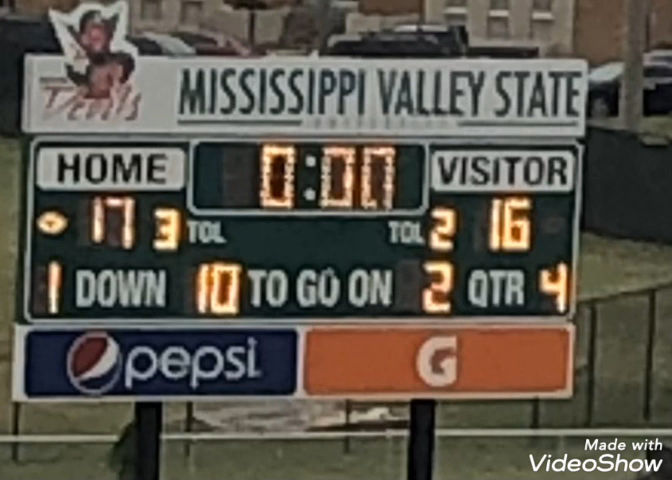 Devils
MISSISSIPPI VALLEY STATE
HOME 0:00 VISITOR
17 3 TOL TOL 2 16
1 DOWN 10 TO GO ON 2 QTR 4
pepsi G
Made with
VideoShow